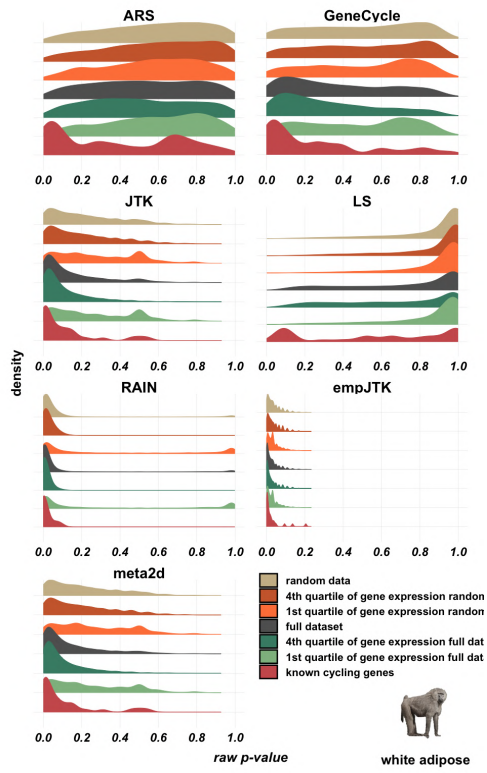 ARS
GeneCycle
0.0 0.2 0.4 0.6 0.8 1.0
0.0 0.2 0.4 0.6 0.8 1.0
JTK
LS
0.0 0.2 0.4 0.6 0.8 1.0
0.0 0.2 0.4 0.6 0.8 1.0
density
RAIN
empJTK
0.0 0.2 0.4 0.6 0.8 1.0
0.0 0.2 0.4 0.6 0.8 1.0
meta2d
0.0 0.2 0.4 0.6 0.8 1.0
raw p-value
random data
4th quartile of gene expression random
1st quartile of gene expression random
full dataset
4th quartile of gene expression full dat
1st quartile of gene expression full dat
known cycling genes
white adipose